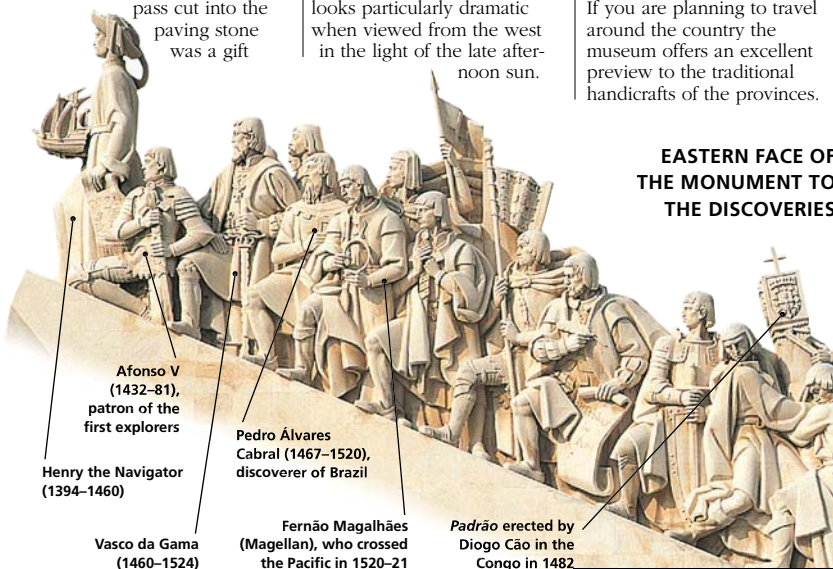 pass cut into the
paving stone
was a gift
looks particularly dramatic
when viewed from the west
in the light of the late after-
noon sun.
If you are planning to travel
around the country the
museum offers an excellent
preview to the traditional
handicrafts of the provinces.
EASTERN FACE OF
THE MONUMENT TO
THE DISCOVERIES
Afonso V
(1432–81),
patron of the
first explorers
Henry the Navigator
(1394–1460)
Vasco da Gama
(1460–1524)
Pedro Álvares
Cabral (1467–1520),
discoverer of Brazil
Fernão Magalhães
(Magellan), who crossed
the Pacific in 1520–21
Padrão erected by
Diogo Cão in the
Congo in 1482